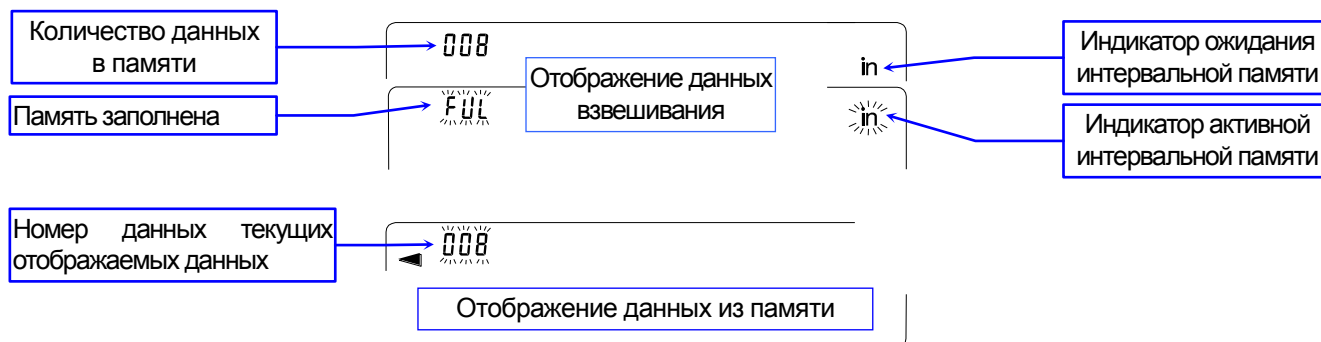 Количество данных
в памяти
008
in
Индикатор ожидания
интервальной памяти
Отображение данных
взвешивания
Память заполнена
FUL
in
Индикатор активной
интервальной памяти
Номер данных текущих
отображаемых данных
008
Отображение данных из памяти